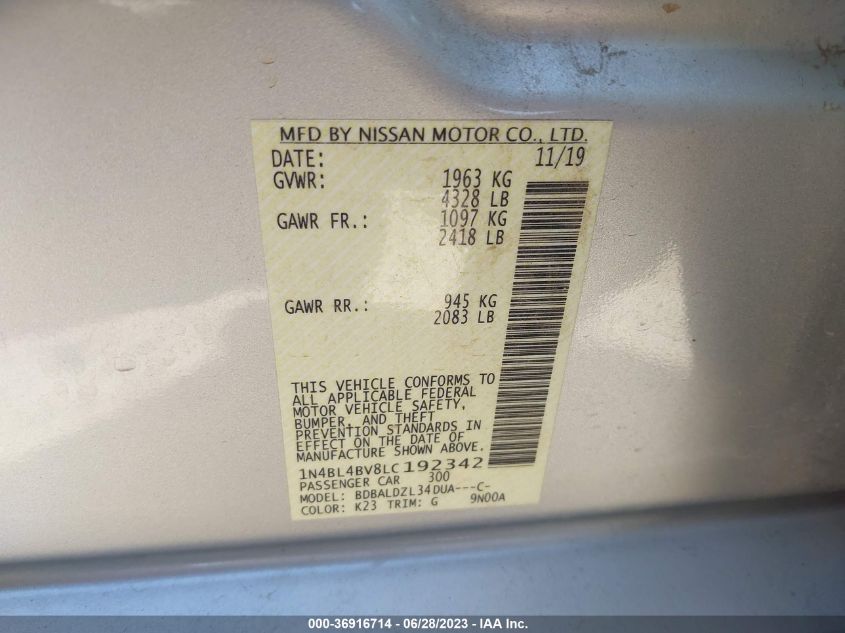 MFD BY NISSAN MOTOR CO., LTD.
DATE: 11/19
GVWR: 1963 KG
4328 LB
GAWR FR.: 1097 KG
2418 LB
GAWR RR.: 945 KG
2083 LB
THIS VEHICLE CONFORMS TO
ALL APPLICABLE FEDERAL
MOTOR VEHICLE SAFETY,
BUMPER, AND THEFT
PREVENTION STANDARDS IN
EFFECT ON THE DATE OF
MANUFACTURE SHOWN ABOVE.
1N4BL4BV8LC192342
PASSENGER CAR 300
MODEL: BDBALDZL34DUA---C-
COLOR: K23 TRIM: G 9N00A
000-36916714 - 06/28/2023 - IAA Inc.